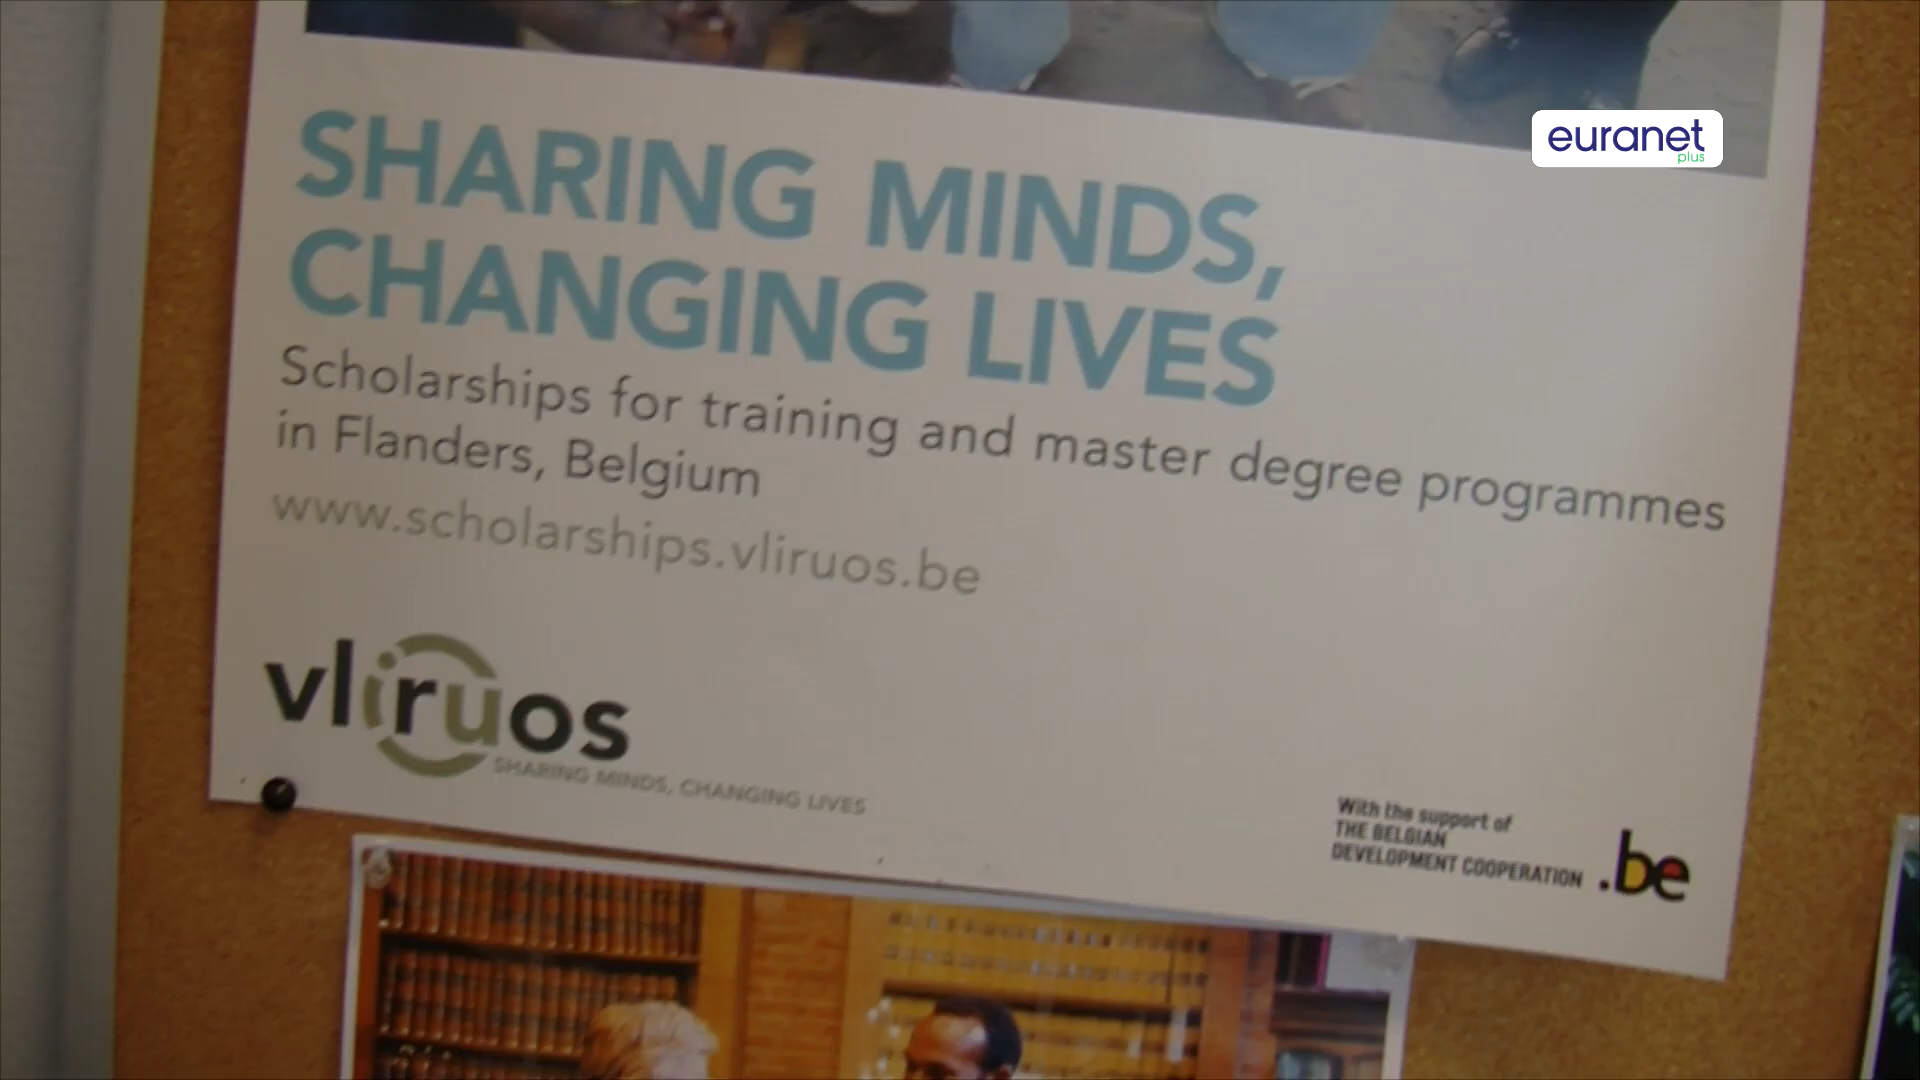 euranet
plus
SHARING MINDS,
CHANGING LIVES
Scholarships for training and master degree programmes
in Flanders, Belgium
www.scholarships.vliruos.be
vliruos
SHARING MINDS, CHANGING LIVES
With the support of
THE BELGIAN
DEVELOPMENT COOPERATION
.be